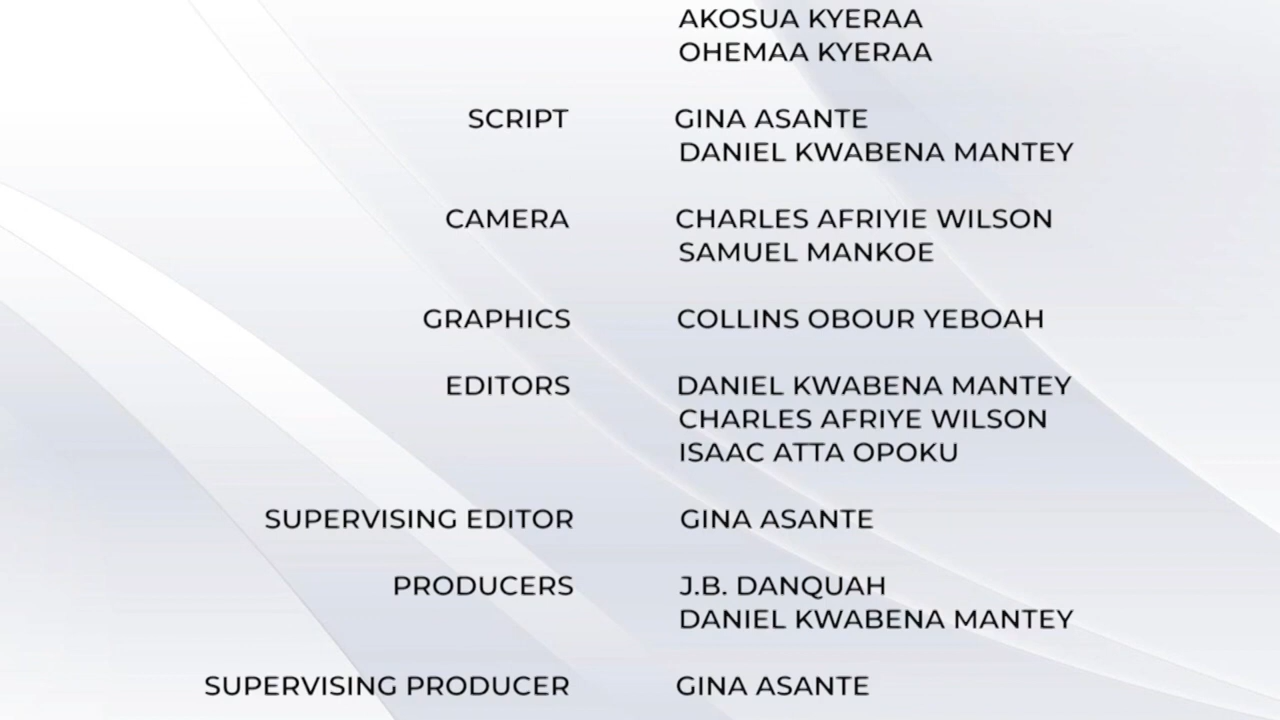 AKOSUA KYERAA
OHEMAA KYERAA
SCRIPT GINA ASANTE
DANIEL KWABENA MANTEY
CAMERA CHARLES AFRIYIE WILSON
SAMUEL MANKOE
GRAPHICS COLLINS OBOUR YEBOAH
EDITORS DANIEL KWABENA MANTEY
CHARLES AFRIYE WILSON
ISAAC ATTA OPOKU
SUPERVISING EDITOR GINA ASANTE
PRODUCERS J.B. DANQUAH
DANIEL KWABENA MANTEY
SUPERVISING PRODUCER GINA ASANTE